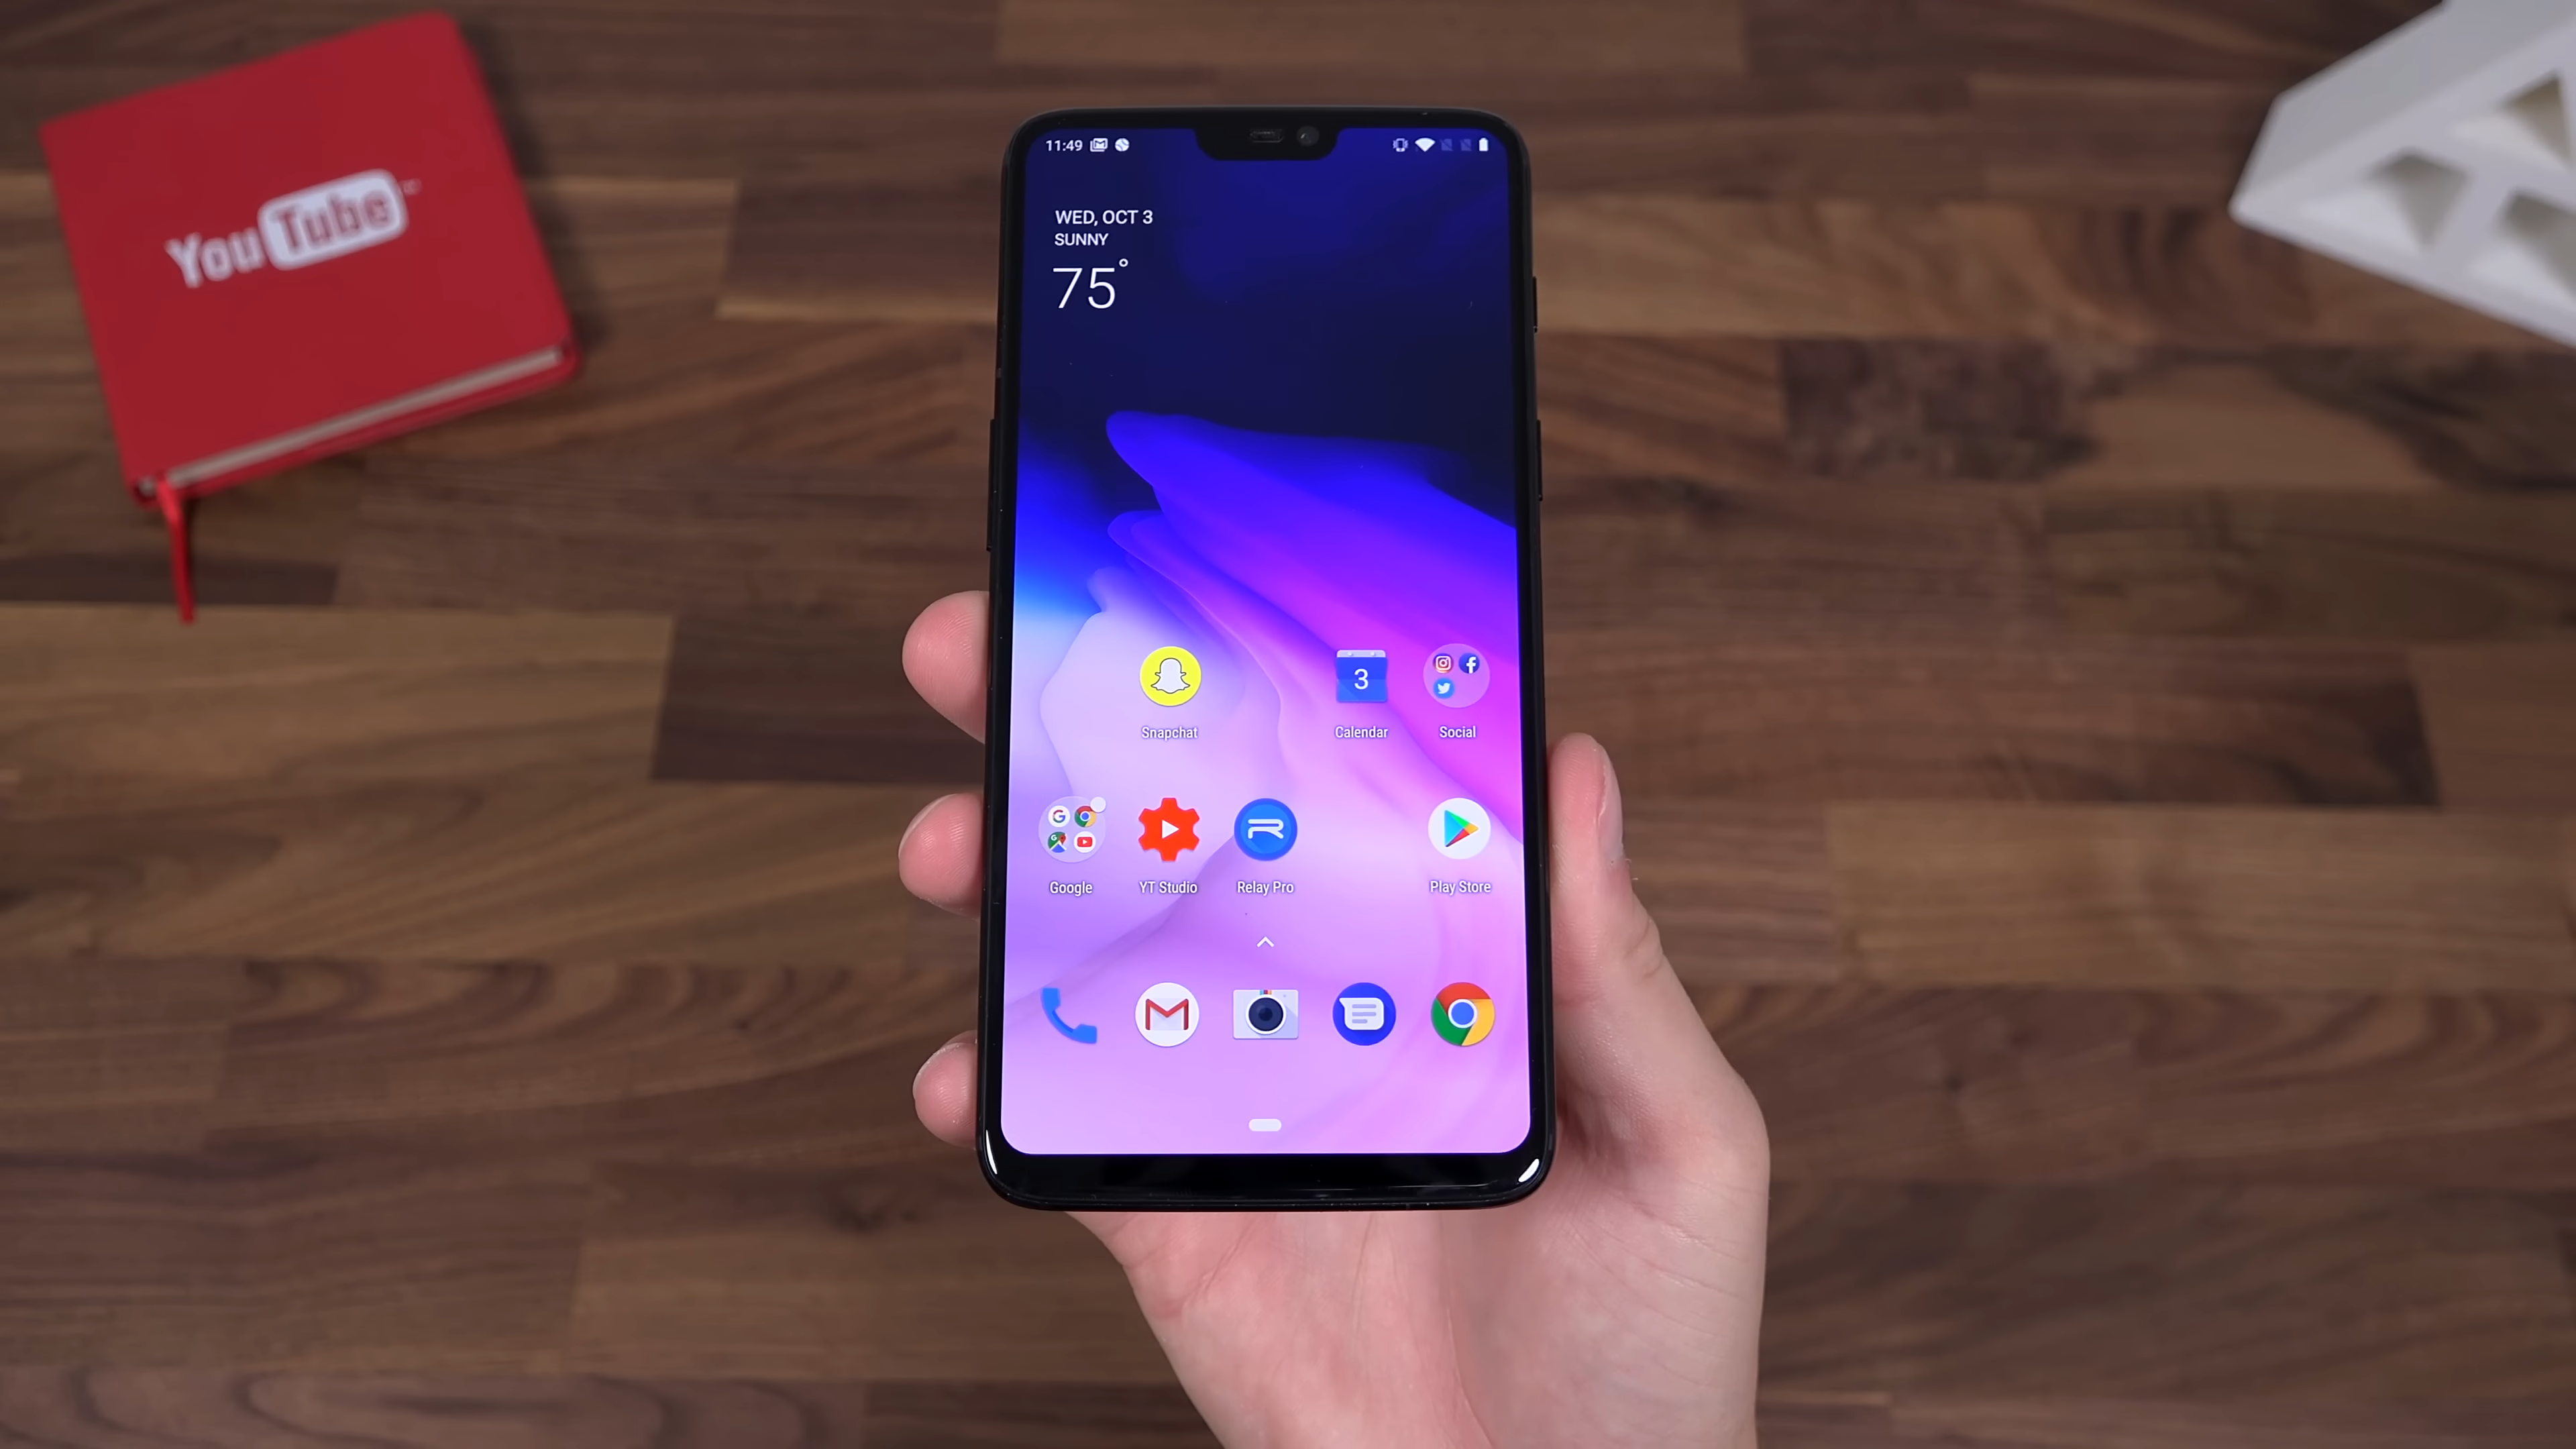 YouTube
11:49
WED, OCT 3
SUNNY
75°
3
Snapchat
Calendar
Social
Google
YT Studio
Relay Pro
Play Store